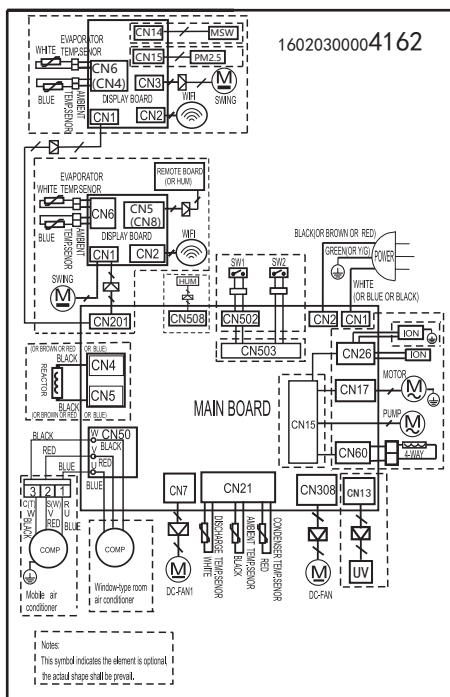 16020300004162
CN14
MSW
CN15
PM2.5
EVAPORATOR
TEMP.SENOR
WHITE
BLUE
AMBIENT
TEMP.SENOR
CN6
(CN4)
CN3
DISPLAY BOARD
CN1
CN2
WIFI
M
SWING
EVAPORATOR
WHITE TEMP.SENOR
BLUE
AMBIENT
TEMP.SENOR
CN6
CN5
(CN8)
DISPLAY BOARD
CN1
CN2
WIFI
REMOTE BOARD
(OR HUM)
SWING
M
CN201
HUM
CN508
SW1
SW2
CN502
CN503
BLACK(OR BROWN OR RED)
GREEN(OR Y/G)
WHITE
(OR BLUE OR BLACK)
POWER
CN2
CN1
ION
ION
CN26
CN17
MOTOR
M
PUMP
M
CN15
CN60
4-WAY
(OR BROWN OR RED OR BLUE)
BLACK
CN4
REACTOR
CN5
BLACK
(OR BROWN OR RED OR BLUE)
MAIN BOARD
CN50
W
V
U
BLACK
RED
BLUE
BLACK
RED
BLUE
3 2 1
C(T) S(W) R
W V U
BLACK
RED
BLUE
COMP
COMP
Mobile air
conditioner
Window-type room
air conditioner
CN7
M
DC-FAN1
CN21
DISCHARGE TEMP.SENSOR
WHITE
AMBIENT TEMP.SENSOR
BLACK
CONDENSER TEMP.SENSOR
RED
CN308
M
DC-FAN
CN13
UV
Notes:
This symbol indicates the element is optional,
the actaul shape shall be prevail.